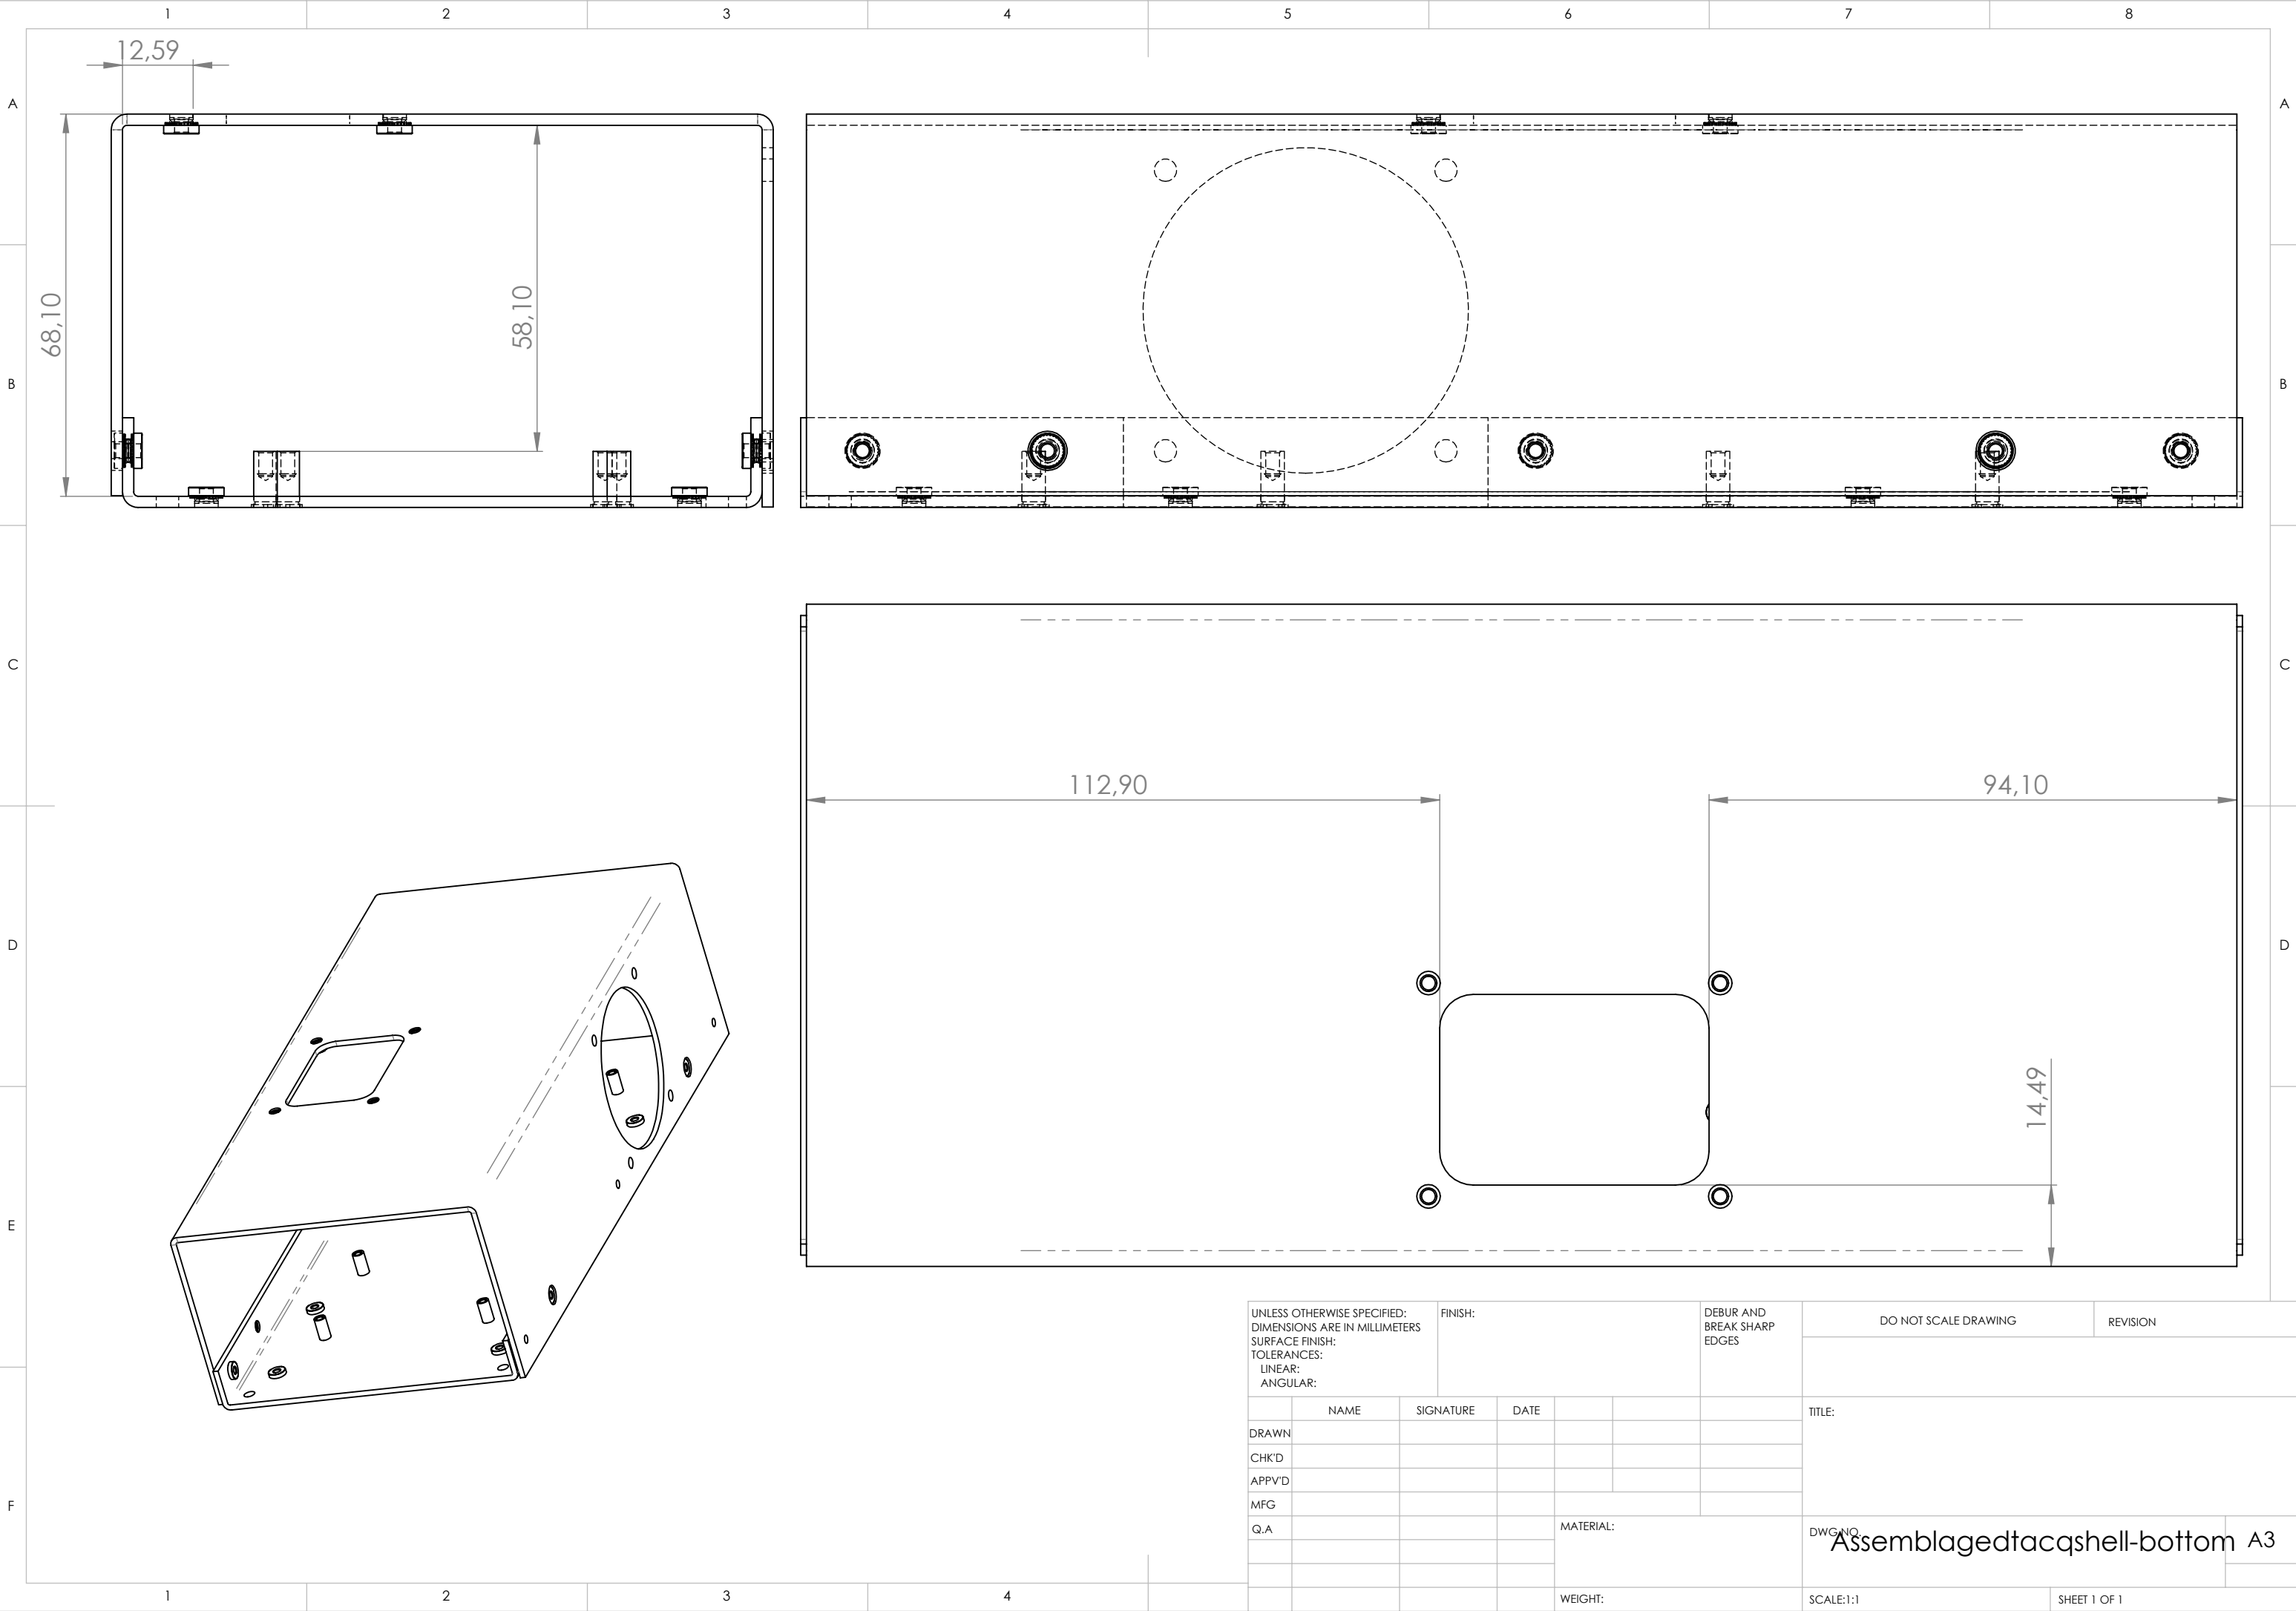 1 2 3 4 5 6 7 8
12,59
A A
68,10
58,10
B B
C C
112,90
94,10
D D
14,49
E E
UNLESS OTHERWISE SPECIFIED:
DIMENSIONS ARE IN MILLIMETERS
SURFACE FINISH:
TOLERANCES:
LINEAR:
ANGULAR:
FINISH:
DEBUR AND
BREAK SHARP
EDGES
DO NOT SCALE DRAWING
REVISION
NAME SIGNATURE DATE
TITLE:
DRAWN
CHK'D
APPV'D
MFG
Q.A
F
MATERIAL:
DWG NO.
Assemblagedtacqshell-bottom
A3
WEIGHT:
SCALE:1:1
SHEET 1 OF 1
1 2 3 4